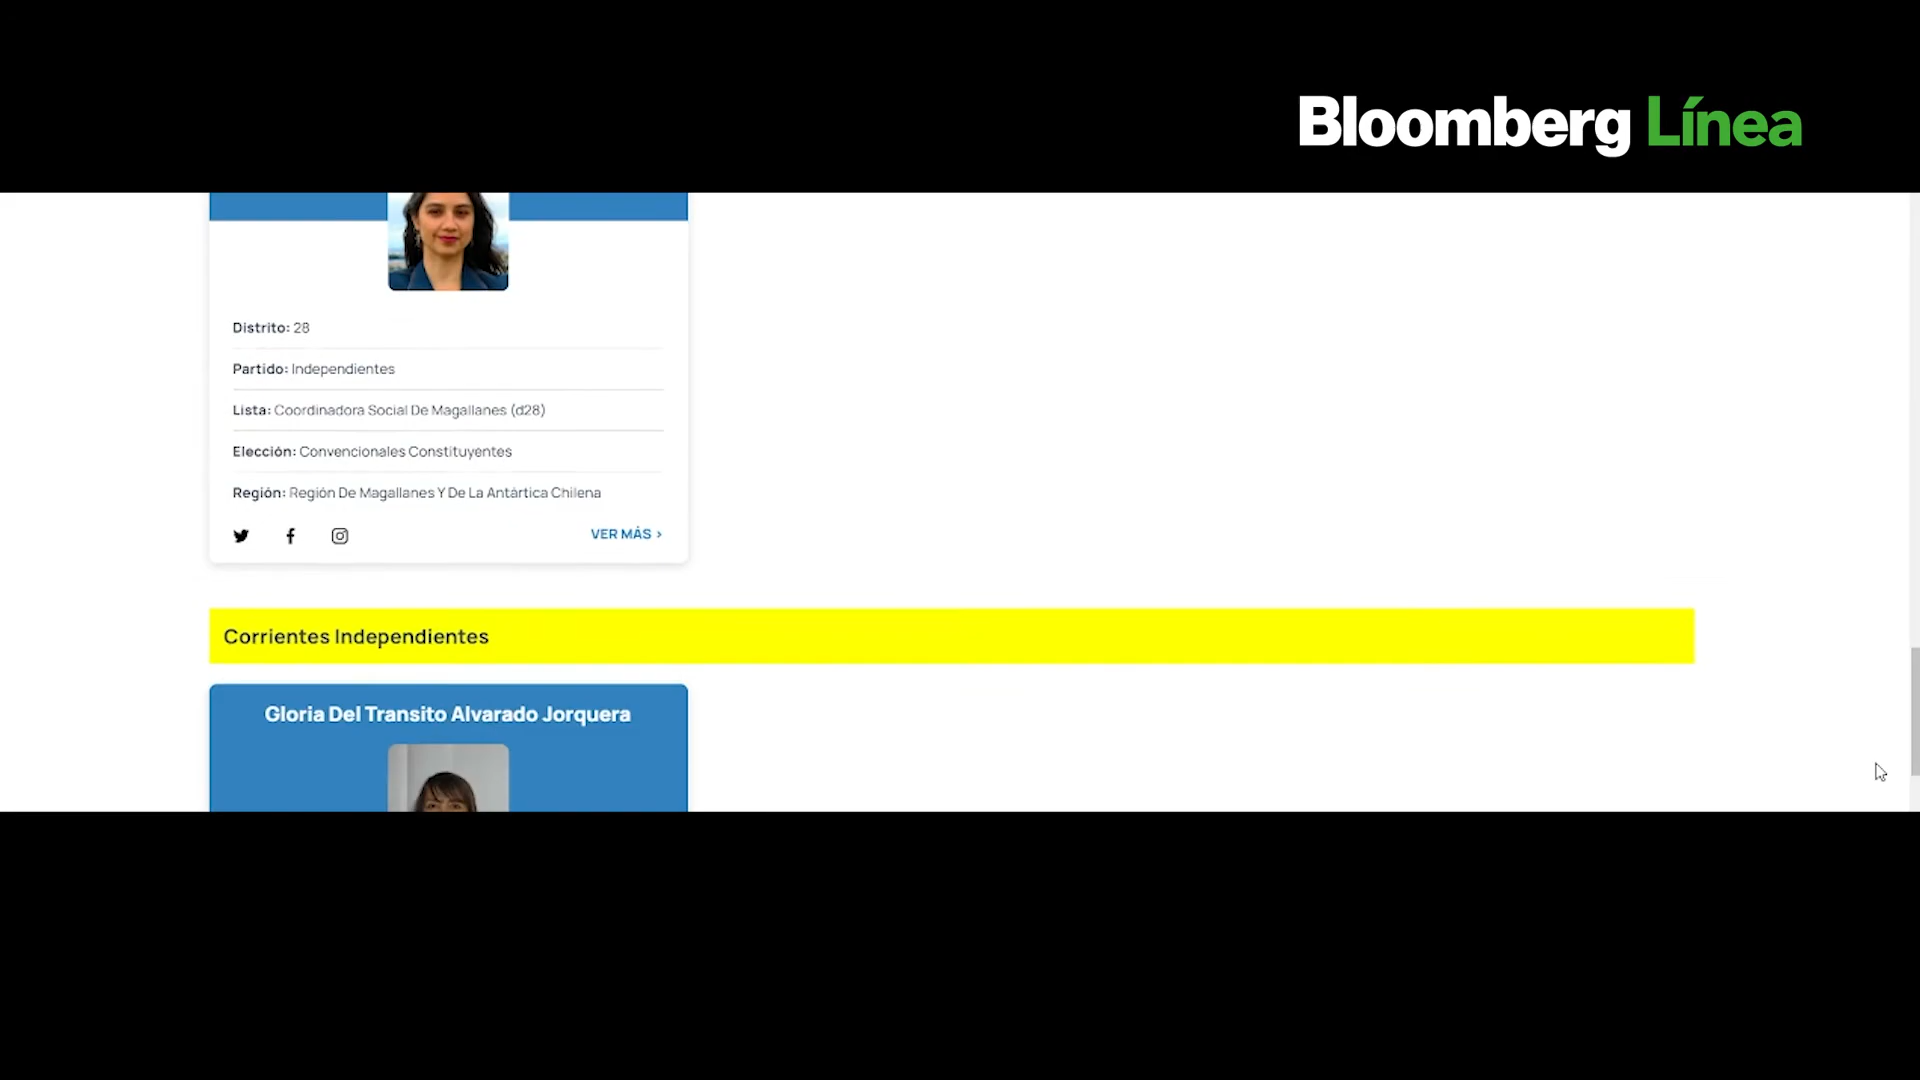 Bloomberg Línea
Distrito: 28
Partido: Independientes
Lista: Coordinadora Social De Magallanes (d28)
Elección: Convencionales Constituyentes
Región: Región De Magallanes Y De La Antártica Chilena
VER MÁS >
Corrientes Independientes
Gloria Del Transito Alvarado Jorquera